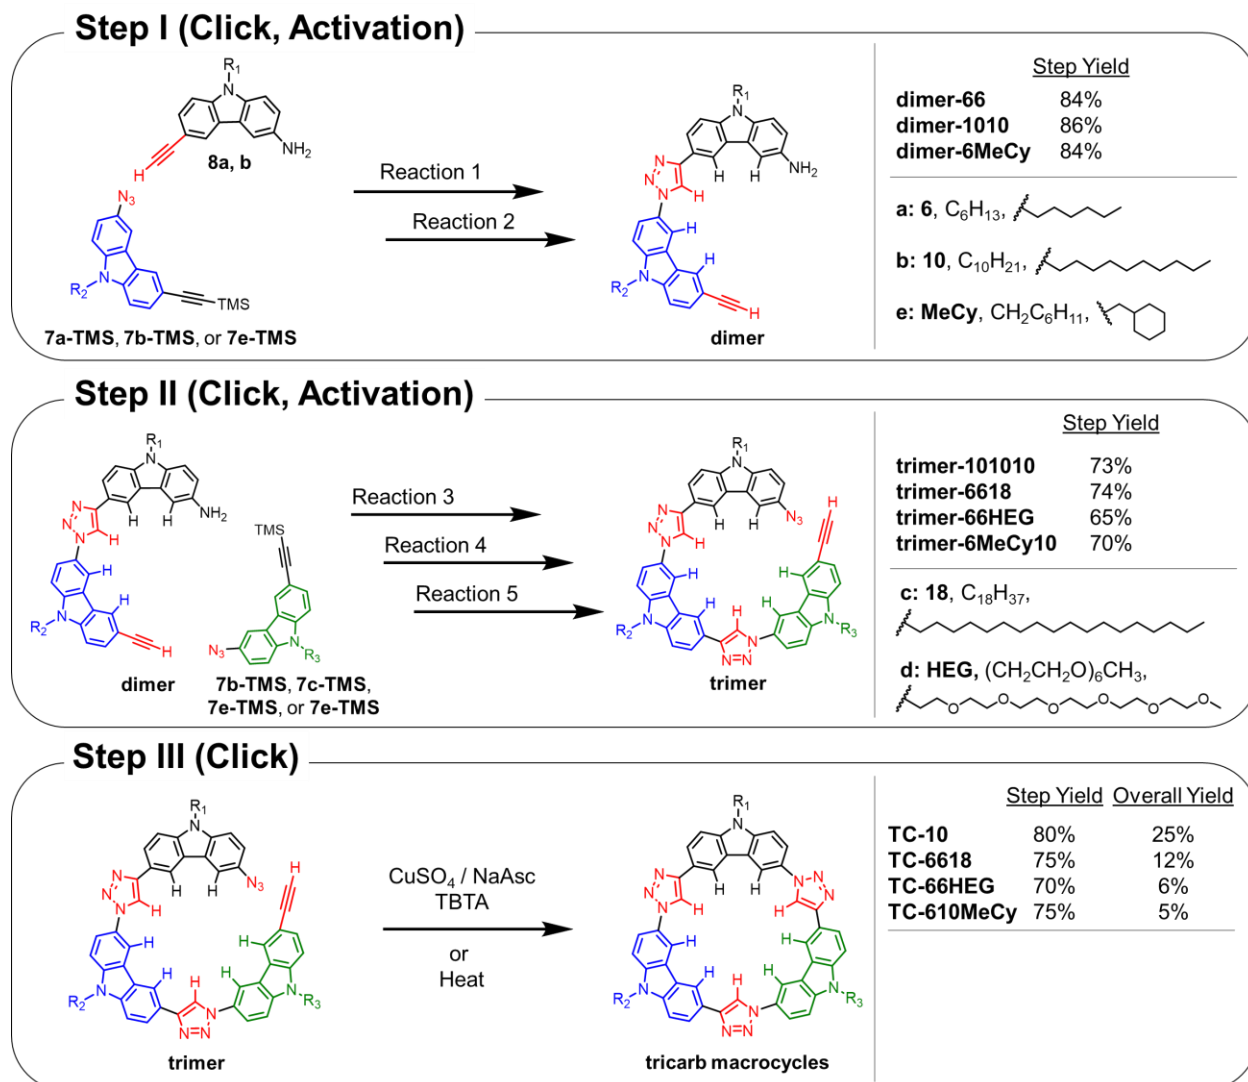 Step I (Click, Activation)
R₁
N
NH₂
8a, b
H
N₃
N
R₂
TMS
7a-TMS, 7b-TMS, or 7e-TMS
Reaction 1
Reaction 2
R₁
N
NH₂
N
N
N
H
H
H
H
H
N
R₂
H
dimer
Step Yield
dimer-66 84%
dimer-1010 86%
dimer-6MeCy 84%
a: 6, C₆H₁₃,
b: 10, C₁₀H₂₁,
e: MeCy, CH₂C₆H₁₁,
Step II (Click, Activation)
R₁
N
NH₂
N
N
N
H
H
H
H
H
N
R₂
H
dimer
TMS
N₃
N
R₃
7b-TMS, 7c-TMS,
7e-TMS, or 7e-TMS
Reaction 3
Reaction 4
Reaction 5
R₁
N
N₃
H
N
N
N
H
H
H
H
H
H
H
H
N
R₂
N
R₃
N
N=N
trimer
Step Yield
trimer-101010 73%
trimer-6618 74%
trimer-66HEG 65%
trimer-6MeCy10 70%
c: 18, C₁₈H₃₇,
d: HEG, (CH₂CH₂O)₆CH₃,
O O O O O O
Step III (Click)
R₁
N
N₃
H
N
N
N
H
H
H
H
H
H
H
H
N
R₂
N
R₃
N
N=N
trimer
CuSO₄ / NaAsc
TBTA
or
Heat
R₁
N
N
N
N
N
N
N
H
H
H
H
H
H
H
H
H
N
R₂
N
R₃
N
N=N
tricarb macrocycles
Step Yield Overall Yield
TC-10 80% 25%
TC-6618 75% 12%
TC-66HEG 70% 6%
TC-610MeCy 75% 5%